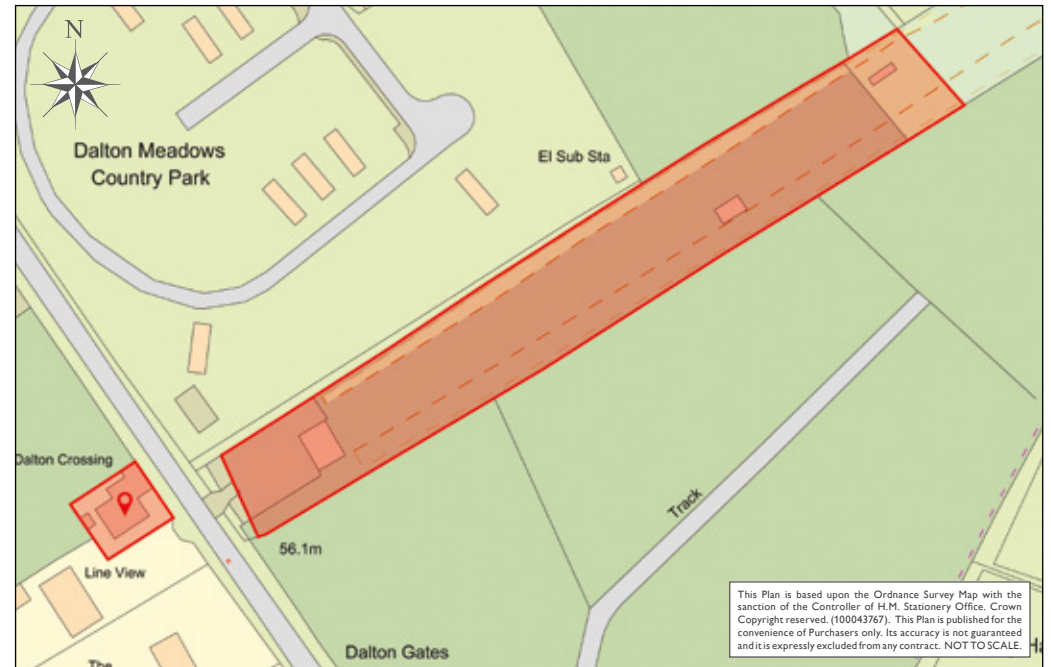 N
Dalton Meadows
Country Park
El Sub Sta
Dalton Crossing
Line View
56.1m
Track
The
Dalton Gates
This Plan is based upon the Ordnance Survey Map with the
sanction of the Controller of H.M. Stationery Office. Crown
Copyright reserved. (100043767). This Plan is published for the
convenience of Purchasers only. Its accuracy is not guaranteed
and it is expressly excluded from any contract. NOT TO SCALE.